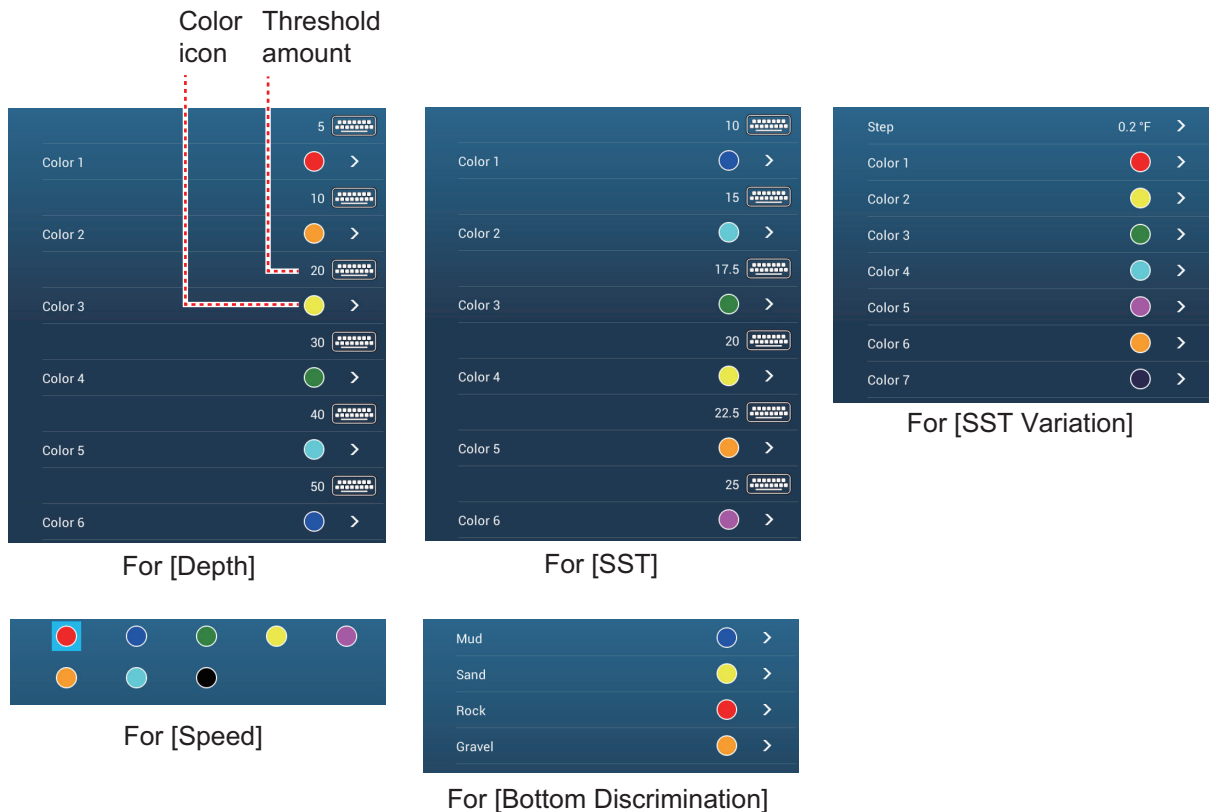 Color
icon
Threshold
amount
5
Color 1
10
Color 2
20
Color 3
30
Color 4
40
Color 5
50
Color 6
For [Depth]
10
Color 1
15
Color 2
17.5
Color 3
20
Color 4
22.5
Color 5
25
Color 6
For [SST]
Step 0.2 °F
Color 1
Color 2
Color 3
Color 4
Color 5
Color 6
Color 7
For [SST Variation]
For [Speed]
Mud
Sand
Rock
Gravel
For [Bottom Discrimination]